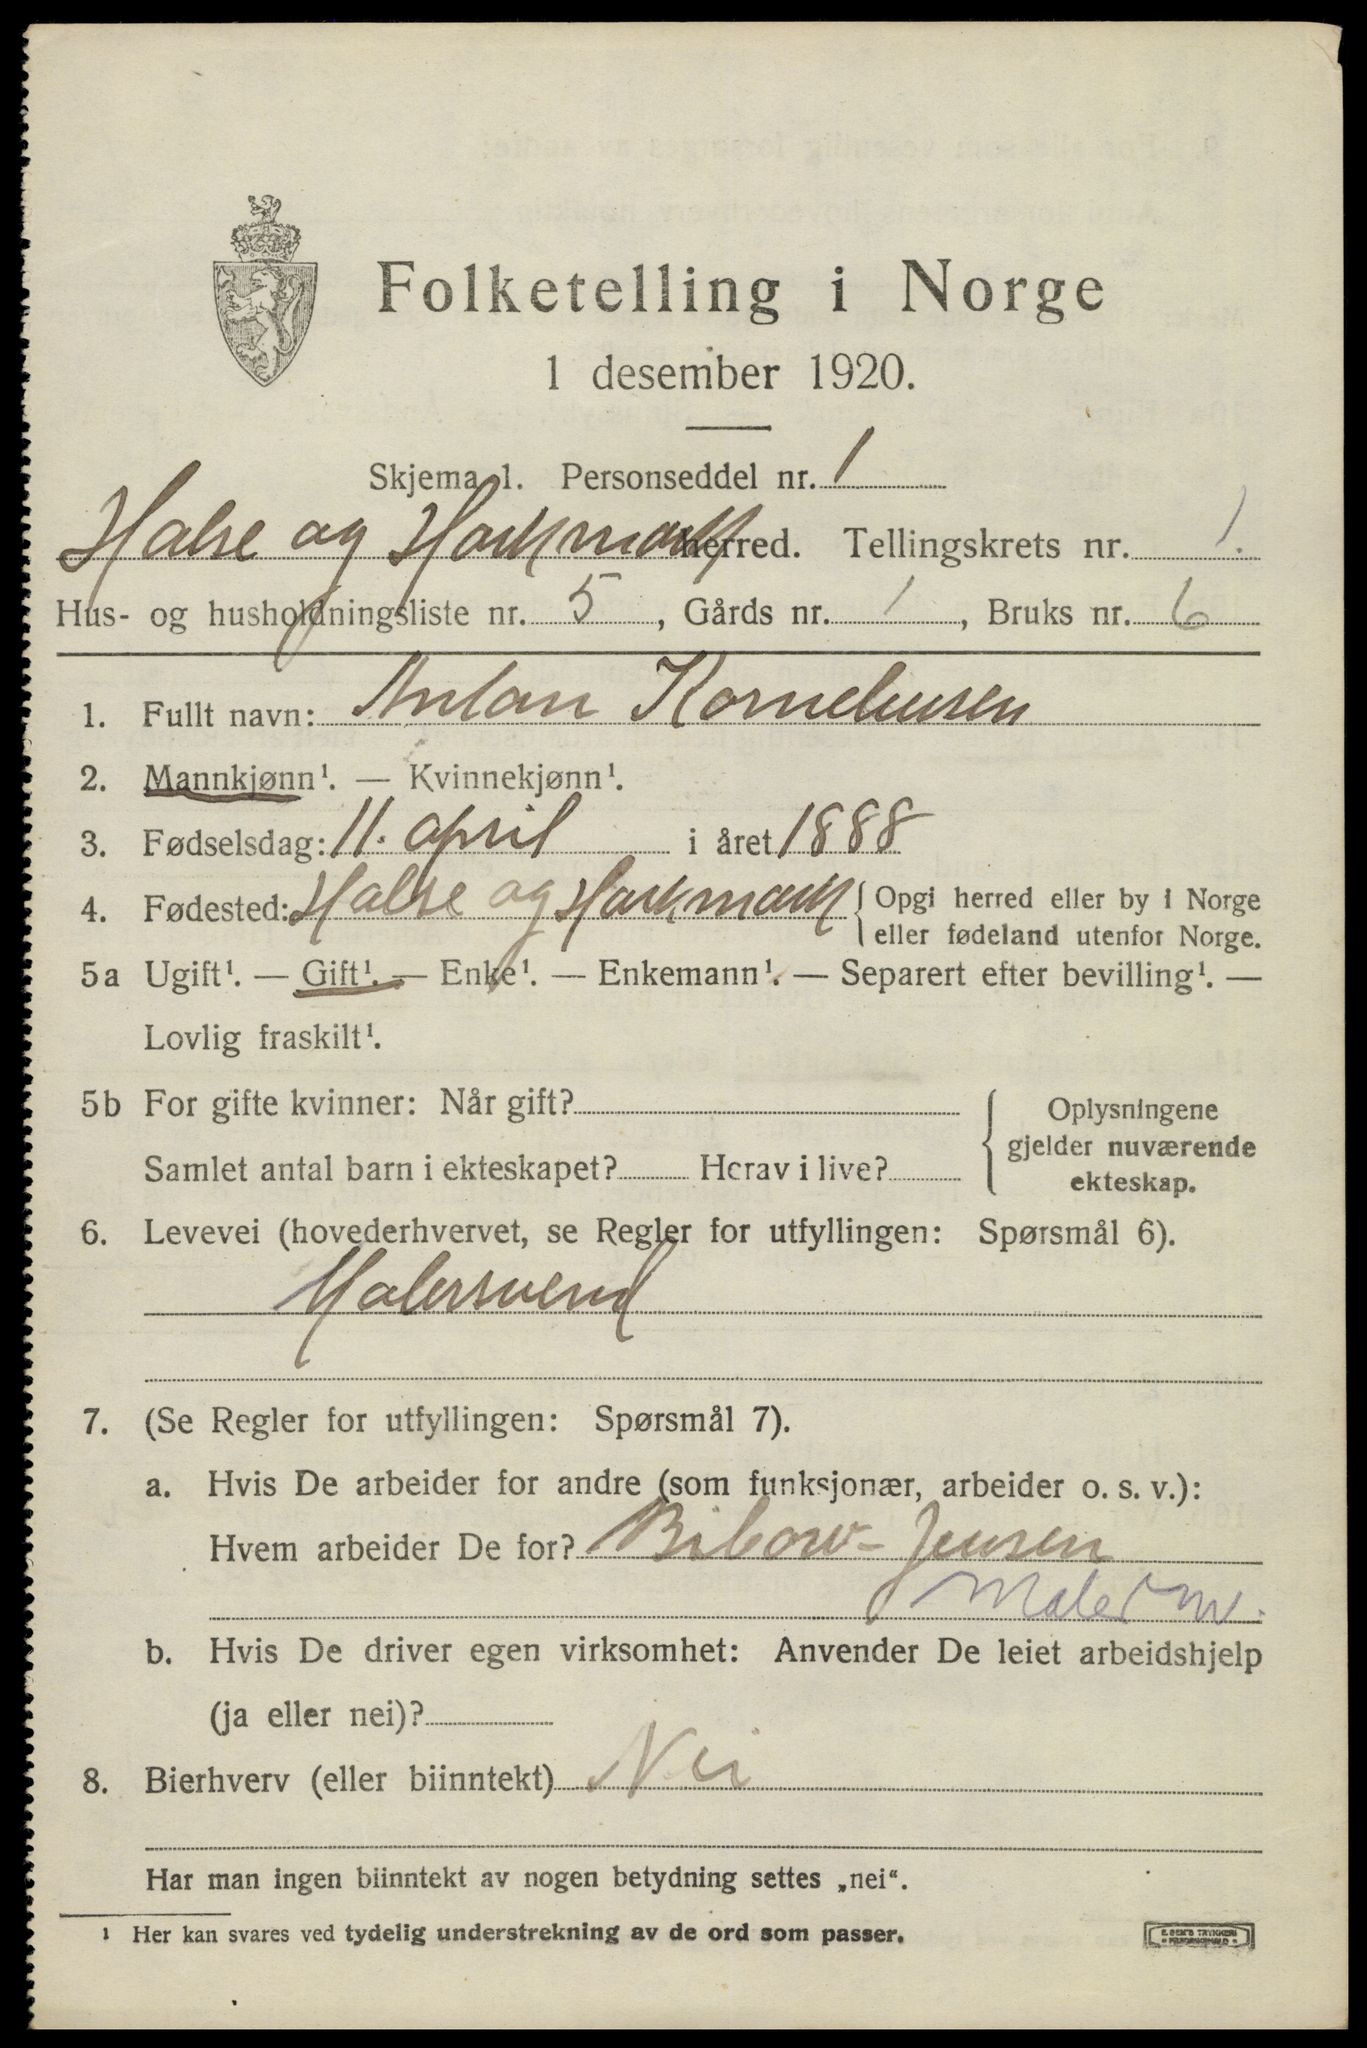 Folketelling i Norge
1 desember 1920.
Skjema 1. Personseddel nr. 1
Halse og Harkmark herred. Tellingskrets nr. 1.
Hus- og husholdningsliste nr. 5, Gårds nr. 1, Bruks nr. 6
1. Fullt navn: Anton Korneliusen
2. Mannkjønn¹. — Kvinnekjønn¹.
3. Fødselsdag: 11. april i året 1888
4. Fødested: Halse og Harkmark { Opgi herred eller by i Norge
eller fødeland utenfor Norge.
5a Ugift¹. — Gift¹. — Enke¹. — Enkemann¹. — Separert efter bevilling¹. —
Lovlig fraskilt¹.
5b For gifte kvinner: Når gift?
Samlet antal barn i ekteskapet? Herav i live?
{ Oplysningene
gjelder nuværende
ekteskap.
6. Levevei (hovederhvervet, se Regler for utfyllingen: Spørsmål 6).
Malersvend
7. (Se Regler for utfyllingen: Spørsmål 7).
a. Hvis De arbeider for andre (som funksjonær, arbeider o. s. v.):
Hvem arbeider De for? Bibow-Jensen
Maler m.
b. Hvis De driver egen virksomhet: Anvender De leiet arbeidshjelp
(ja eller nei)?
8. Bierhverv (eller biinntekt) Nei
Har man ingen biinntekt av nogen betydning settes „nei“.
¹ Her kan svares ved tydelig understrekning av de ord som passer.